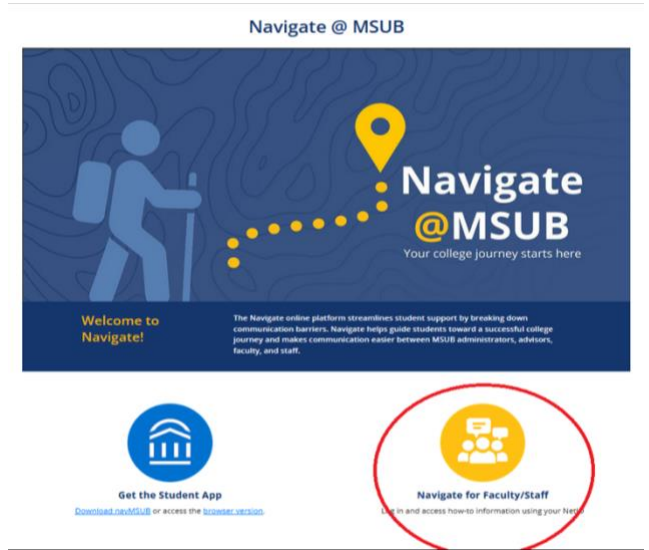 Navigate @ MSUB
Navigate
@MSUB
Your college journey starts here
Welcome to
Navigate!
The Navigate online platform streamlines student support by breaking down
communication barriers. Navigate helps guide students toward a successful college
journey and makes communication easier between MSUB administrators, advisors,
faculty, and staff.
Get the Student App
Download navMSUB or access the browser version.
Navigate for Faculty/Staff
in and access how-to information using your